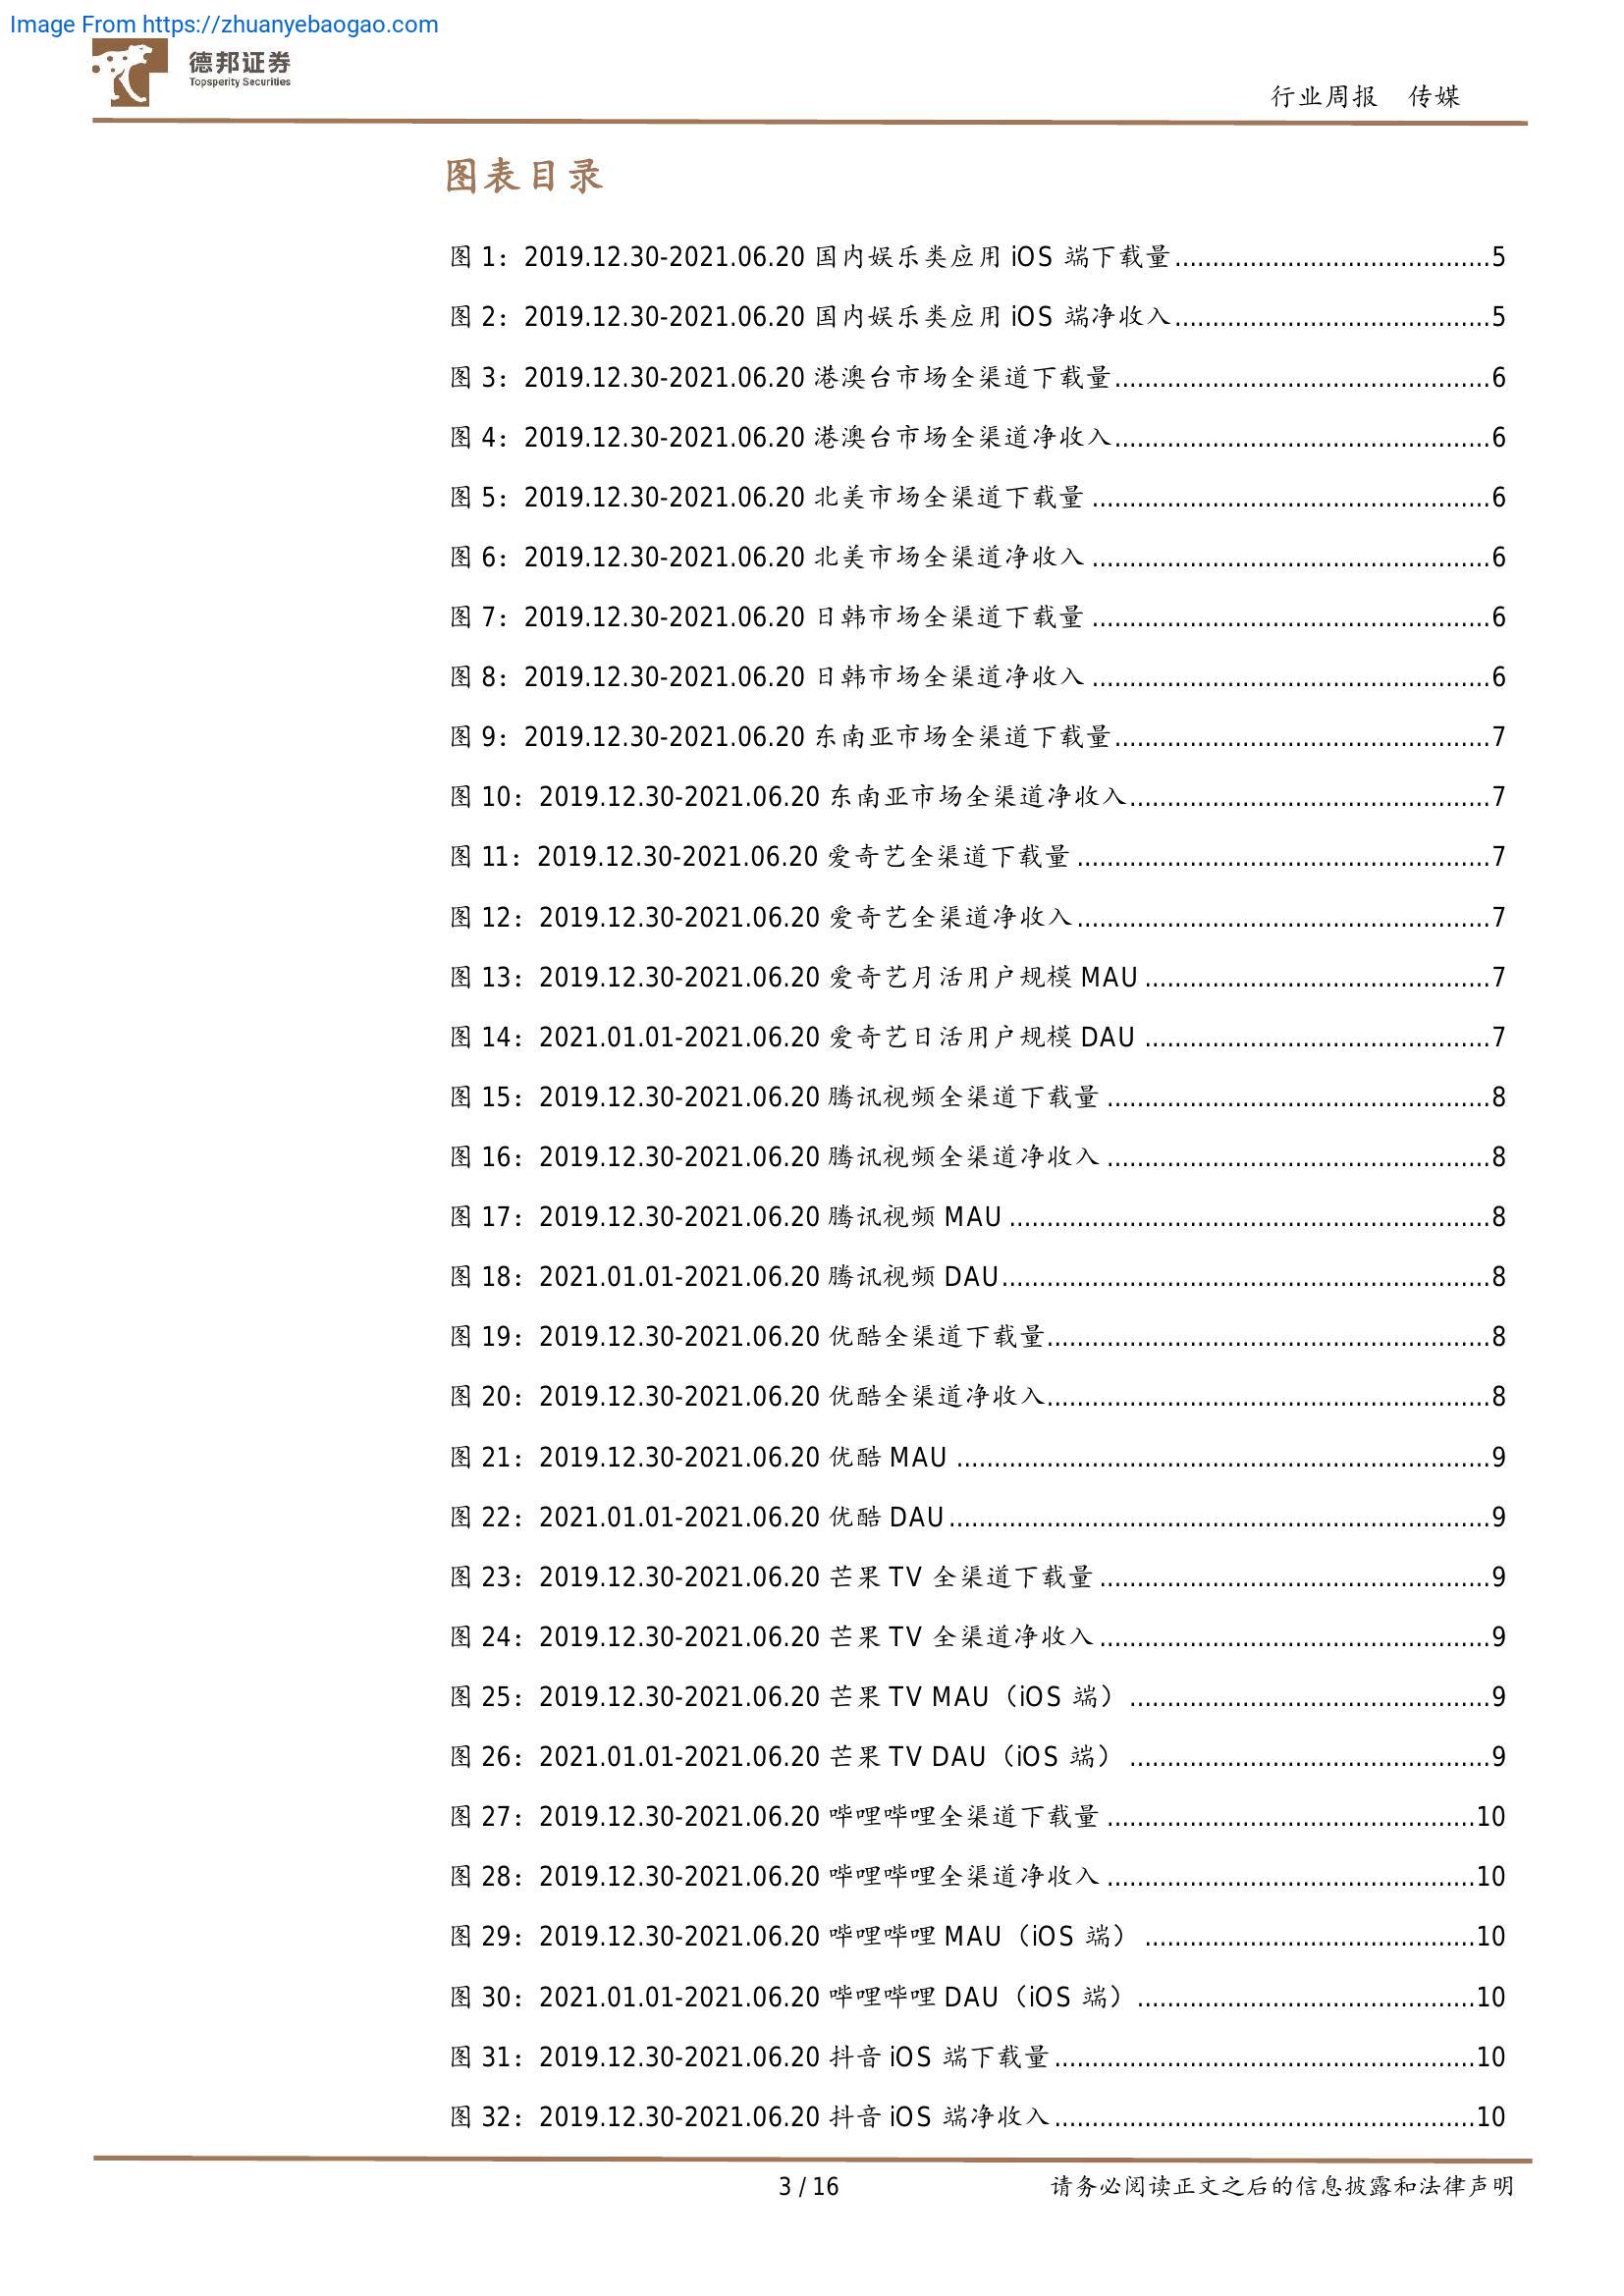 Image From https://zhuanyebaogao.com
德邦证券
Topsperity Securities
行业周报 传媒
图表目录
图 1：2019.12.30-2021.06.20 国内娱乐类应用 iOS 端下载量..........................................5
图 2：2019.12.30-2021.06.20 国内娱乐类应用 iOS 端净收入..........................................5
图 3：2019.12.30-2021.06.20 港澳台市场全渠道下载量..................................................6
图 4：2019.12.30-2021.06.20 港澳台市场全渠道净收入..................................................6
图 5：2019.12.30-2021.06.20 北美市场全渠道下载量 .....................................................6
图 6：2019.12.30-2021.06.20 北美市场全渠道净收入 .....................................................6
图 7：2019.12.30-2021.06.20 日韩市场全渠道下载量 .....................................................6
图 8：2019.12.30-2021.06.20 日韩市场全渠道净收入 .....................................................6
图 9：2019.12.30-2021.06.20 东南亚市场全渠道下载量..................................................7
图 10：2019.12.30-2021.06.20 东南亚市场全渠道净收入................................................7
图 11：2019.12.30-2021.06.20 爱奇艺全渠道下载量 .......................................................7
图 12：2019.12.30-2021.06.20 爱奇艺全渠道净收入.......................................................7
图 13：2019.12.30-2021.06.20 爱奇艺月活用户规模 MAU ..............................................7
图 14：2021.01.01-2021.06.20 爱奇艺日活用户规模 DAU ..............................................7
图 15：2019.12.30-2021.06.20 腾讯视频全渠道下载量 ...................................................8
图 16：2019.12.30-2021.06.20 腾讯视频全渠道净收入 ...................................................8
图 17：2019.12.30-2021.06.20 腾讯视频 MAU ................................................................8
图 18：2021.01.01-2021.06.20 腾讯视频 DAU.................................................................8
图 19：2019.12.30-2021.06.20 优酷全渠道下载量...........................................................8
图 20：2019.12.30-2021.06.20 优酷全渠道净收入...........................................................8
图 21：2019.12.30-2021.06.20 优酷 MAU .......................................................................9
图 22：2021.01.01-2021.06.20 优酷 DAU........................................................................9
图 23：2019.12.30-2021.06.20 芒果 TV 全渠道下载量 ....................................................9
图 24：2019.12.30-2021.06.20 芒果 TV 全渠道净收入....................................................9
图 25：2019.12.30-2021.06.20 芒果 TV MAU（iOS 端） ................................................9
图 26：2021.01.01-2021.06.20 芒果 TV DAU（iOS 端） ................................................9
图 27：2019.12.30-2021.06.20 哔哩哔哩全渠道下载量 .................................................10
图 28：2019.12.30-2021.06.20 哔哩哔哩全渠道净收入 .................................................10
图 29：2019.12.30-2021.06.20 哔哩哔哩 MAU（iOS 端） ............................................10
图 30：2021.01.01-2021.06.20 哔哩哔哩 DAU（iOS 端）.............................................10
图 31：2019.12.30-2021.06.20 抖音 iOS 端下载量........................................................10
图 32：2019.12.30-2021.06.20 抖音 iOS 端净收入........................................................10
3 / 16 请务必阅读正文之后的信息披露和法律声明